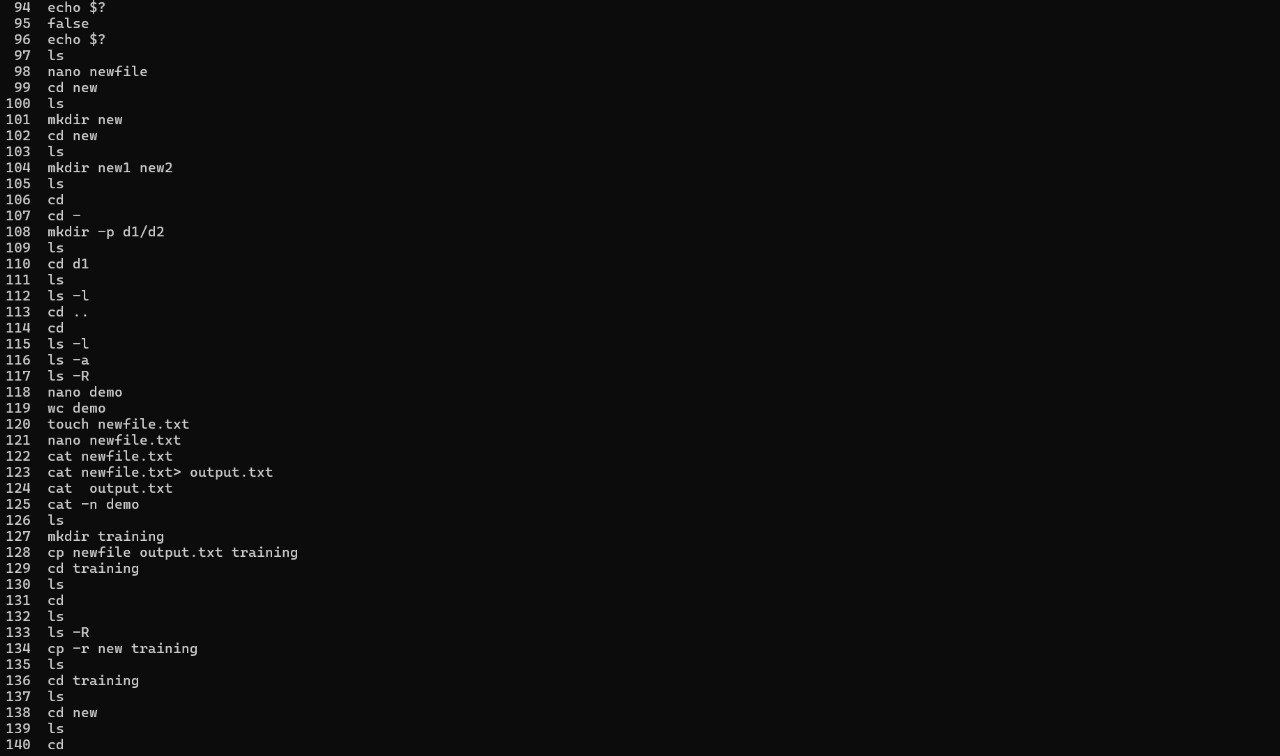 94  echo $?
95  false
96  echo $?
97  ls
98  nano newfile
99  cd new
100  ls
101  mkdir new
102  cd new
103  ls
104  mkdir new1 new2
105  ls
106  cd
107  cd -
108  mkdir -p d1/d2
109  ls
110  cd d1
111  ls
112  ls -l
113  cd ..
114  cd
115  ls -l
116  ls -a
117  ls -R
118  nano demo
119  wc demo
120  touch newfile.txt
121  nano newfile.txt
122  cat newfile.txt
123  cat newfile.txt> output.txt
124  cat  output.txt
125  cat -n demo
126  ls
127  mkdir training
128  cp newfile output.txt training
129  cd training
130  ls
131  cd
132  ls
133  ls -R
134  cp -r new training
135  ls
136  cd training
137  ls
138  cd new
139  ls
140  cd